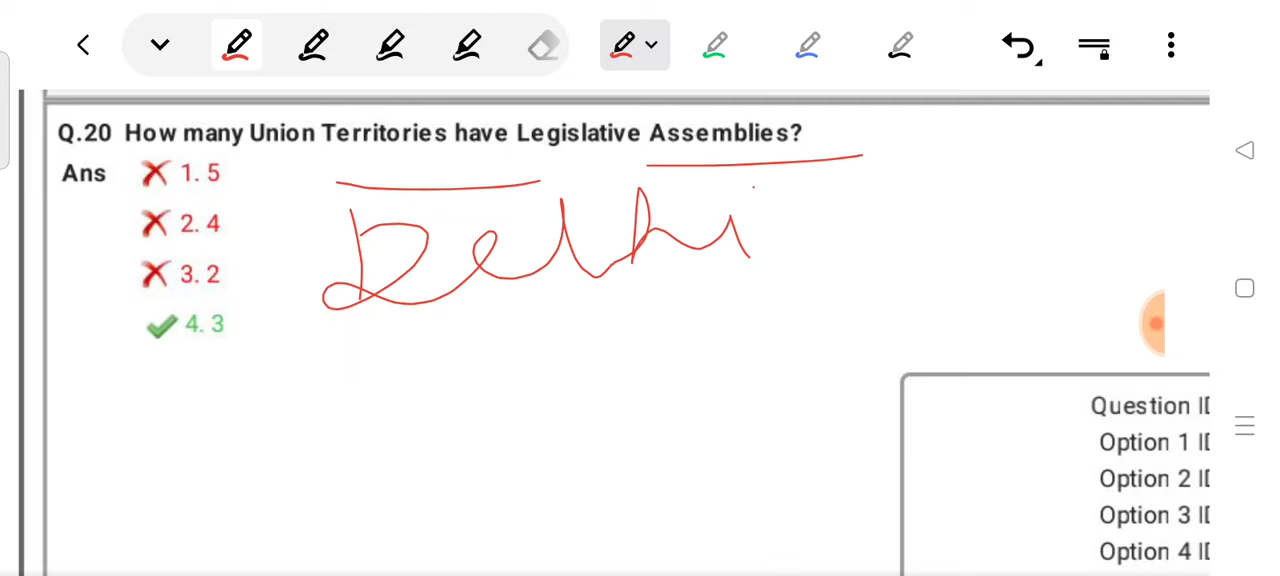 Q.20 How many Union Territories have Legislative Assemblies?
Ans 1. 5
2. 4
3. 2
4. 3
Delhi
Question ID
Option 1 ID
Option 2 ID
Option 3 ID
Option 4 ID